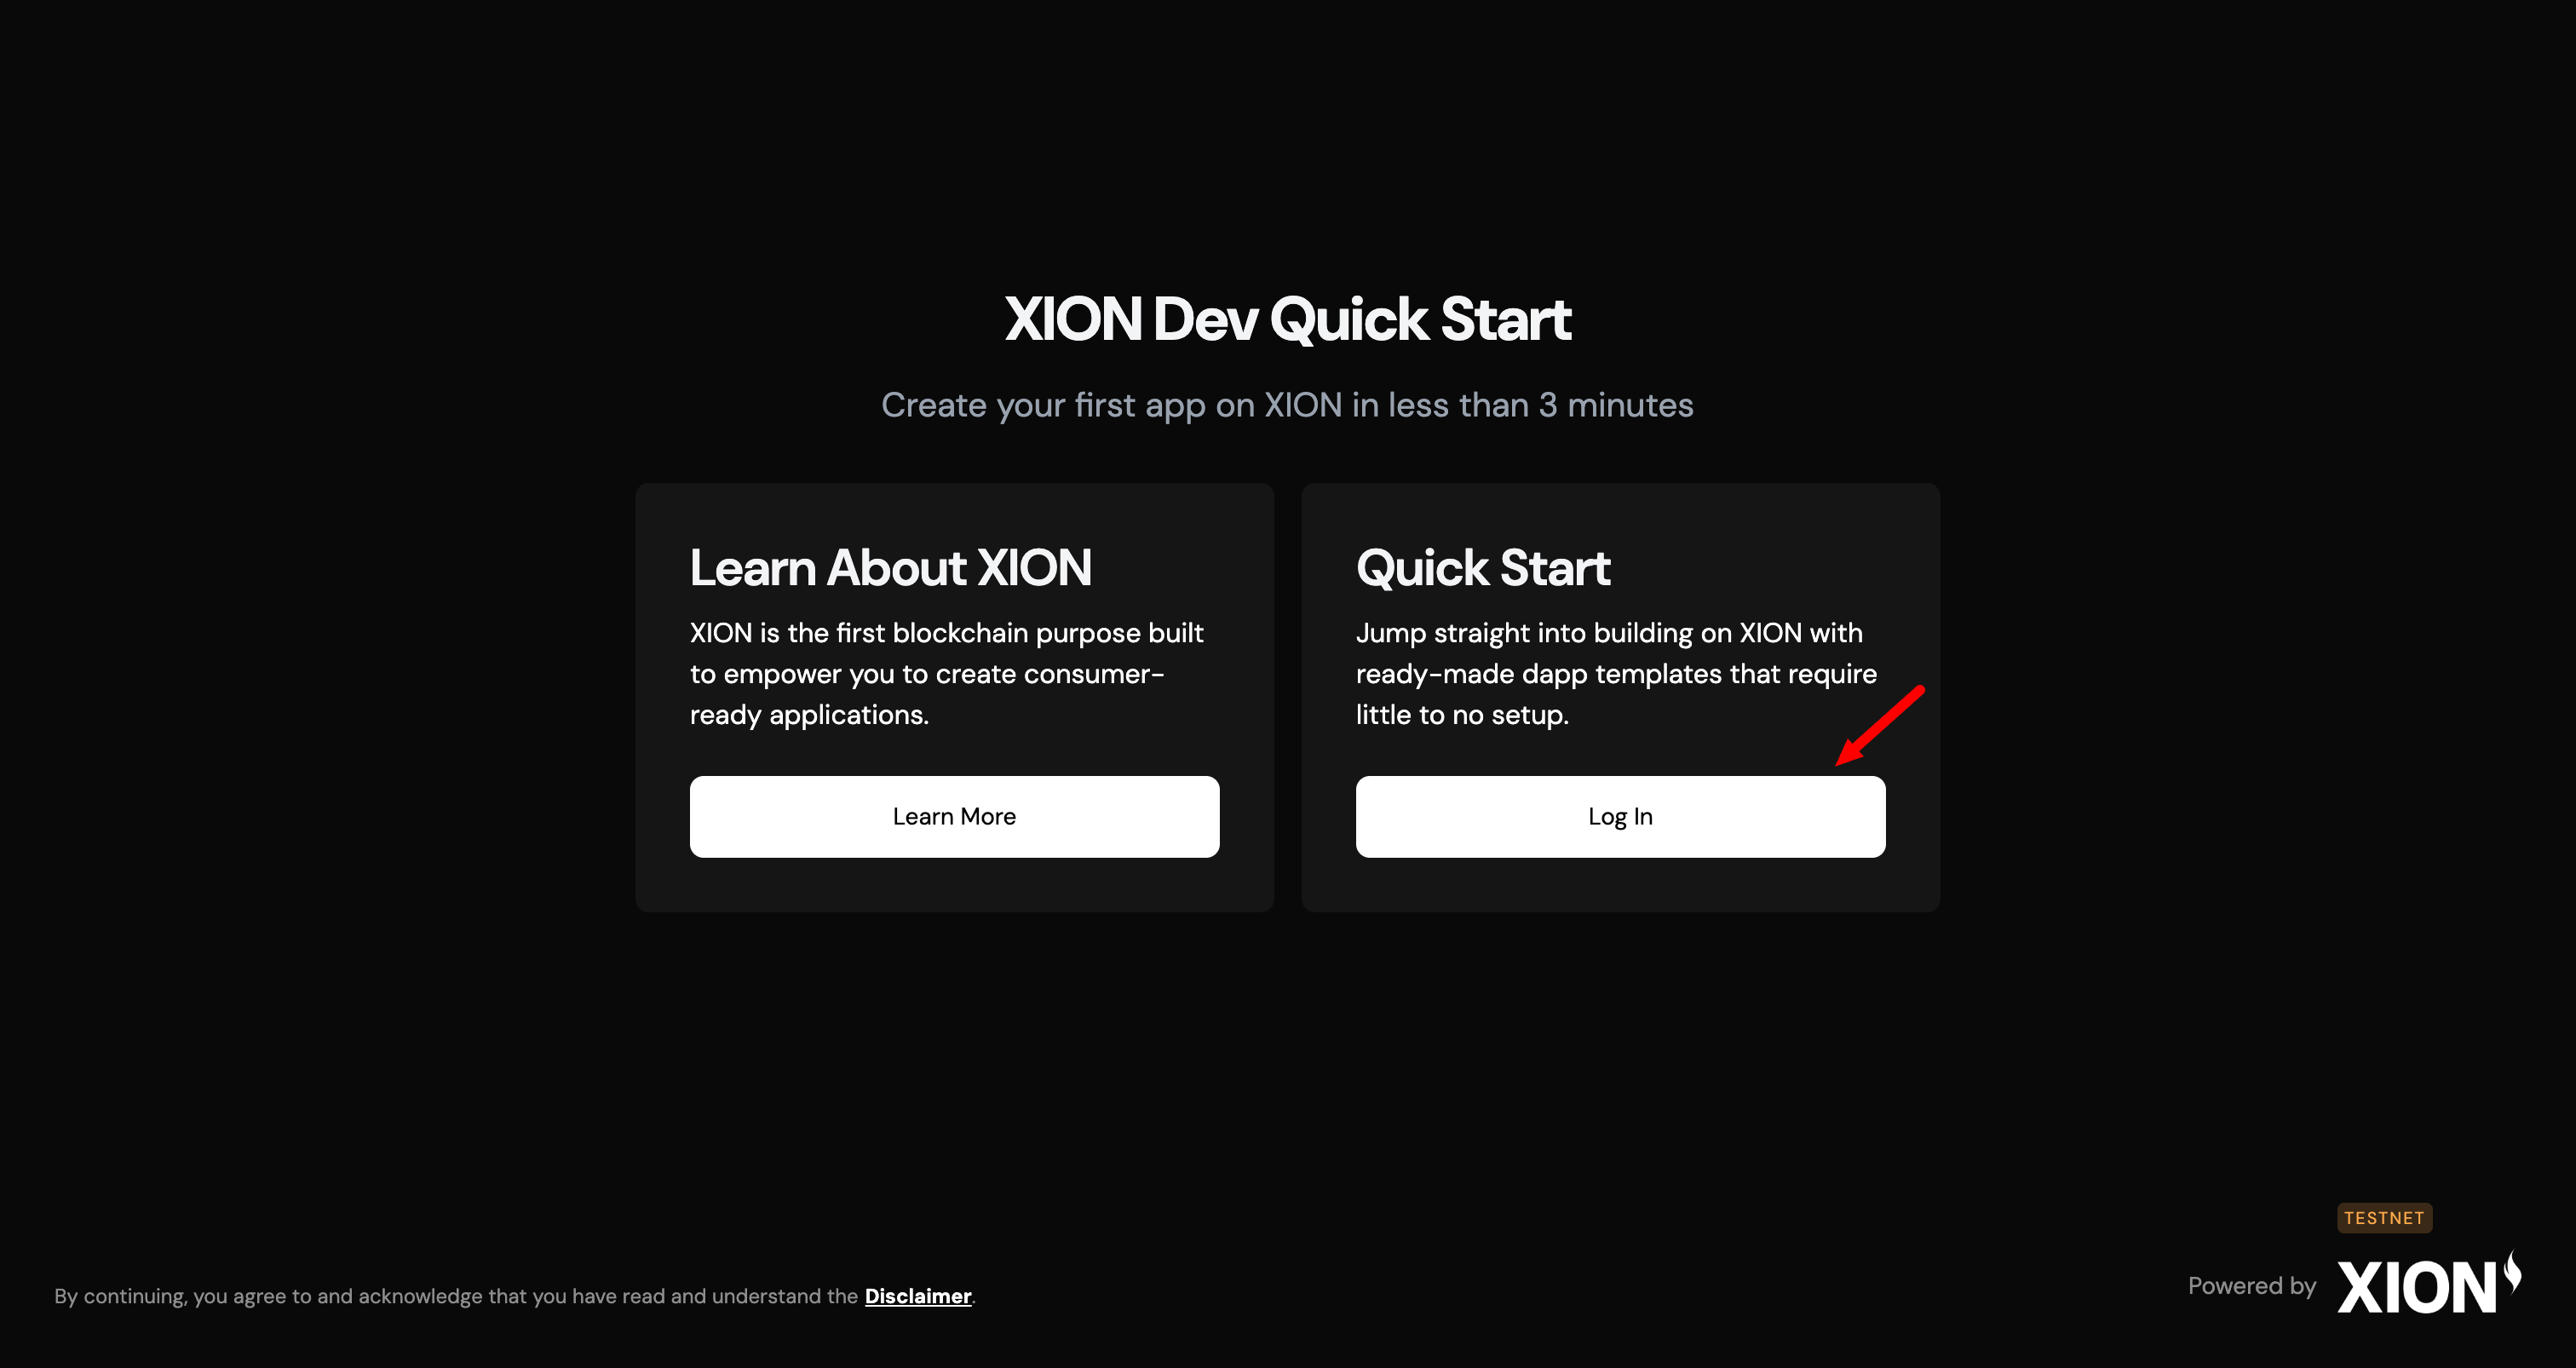 XION Dev Quick Start
Create your first app on XION in less than 3 minutes
Learn About XION
XION is the first blockchain purpose built
to empower you to create consumer-
ready applications.
Learn More
Quick Start
Jump straight into building on XION with
ready-made dapp templates that require
little to no setup.
Log In
By continuing, you agree to and acknowledge that you have read and understand the Disclaimer.
TESTNET
Powered by XION